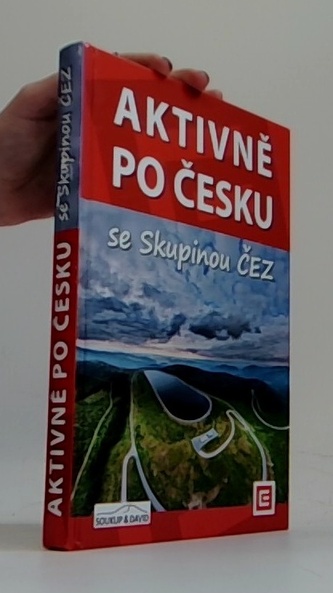 AKTIVNĚ
PO ČESKU
se Skupinou ČEZ
SOUKUP & DAVID
AKTIVNĚ PO ČESKU se Skupinou ČEZ